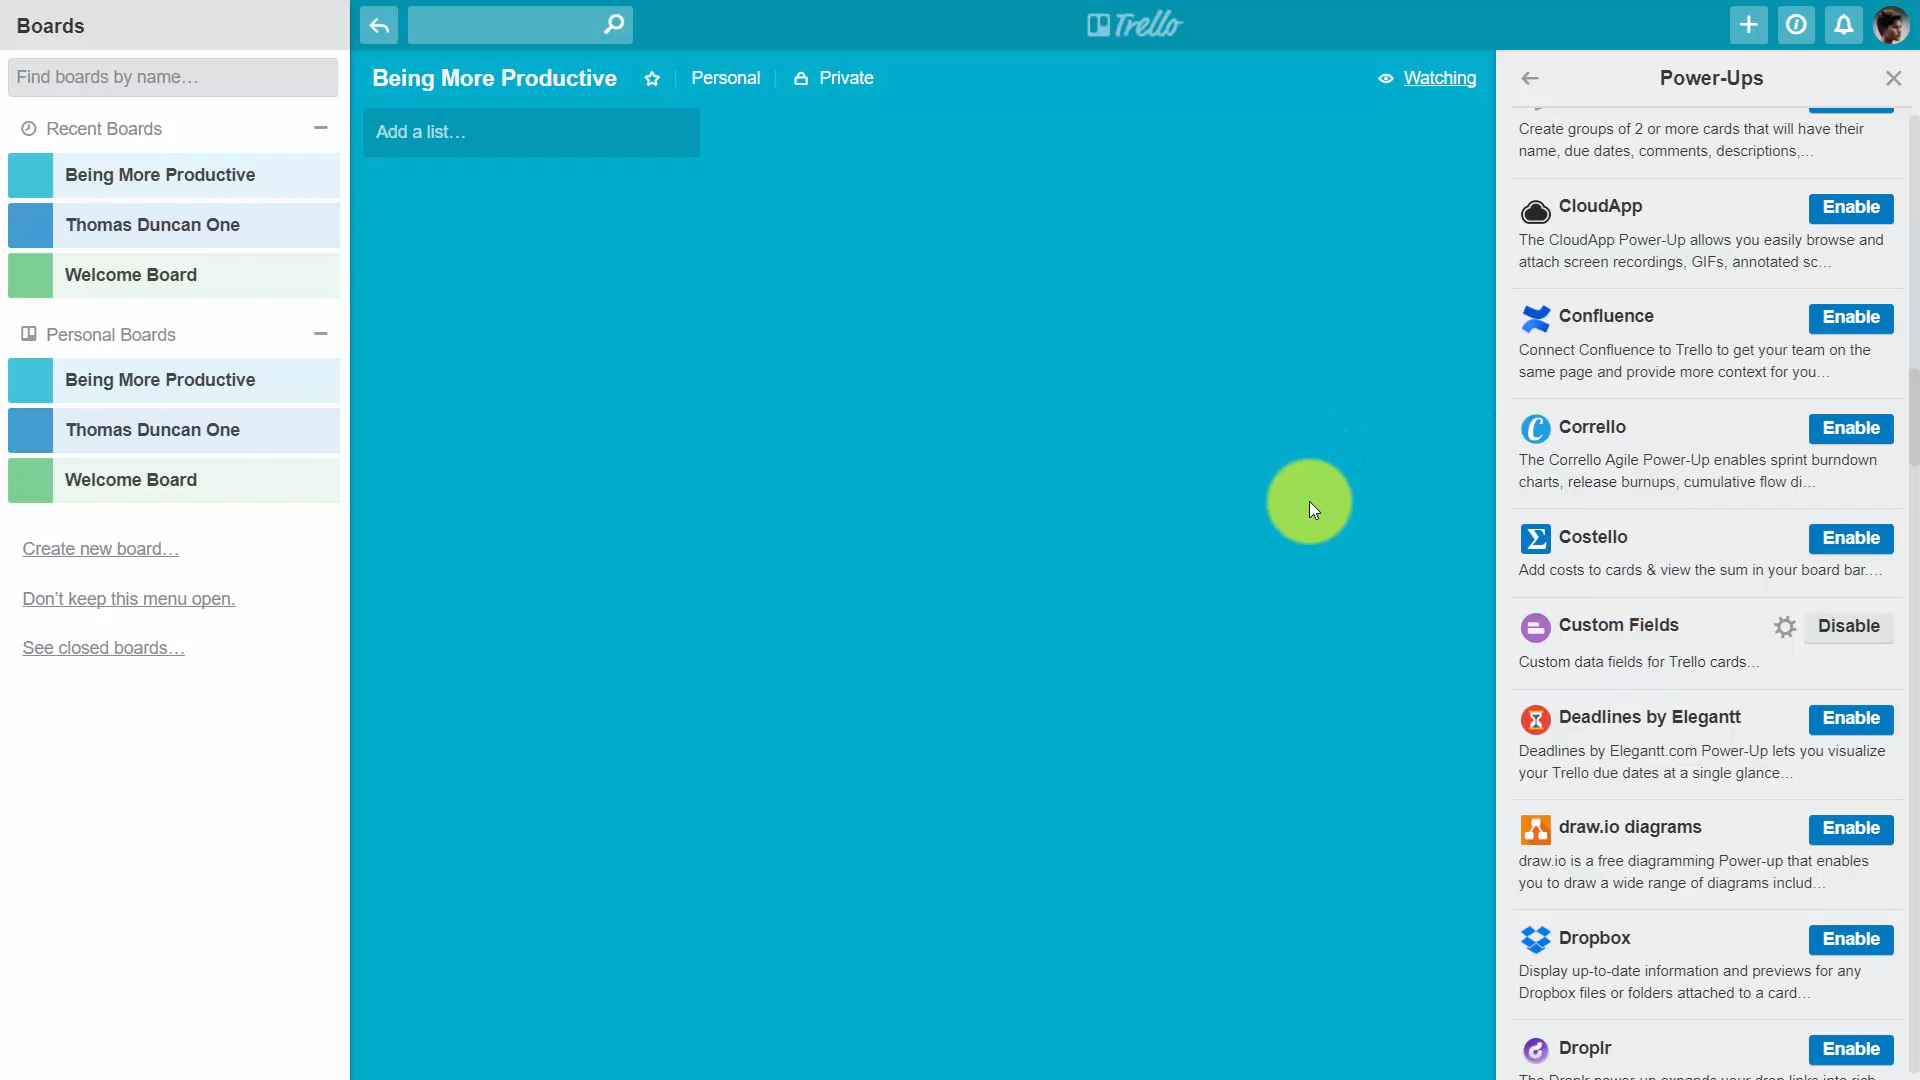 Boards
Find boards by name…
Recent Boards
Being More Productive
Thomas Duncan One
Welcome Board
Personal Boards
Being More Productive
Thomas Duncan One
Welcome Board
Create new board…
Don't keep this menu open.
See closed boards…
Trello
Being More Productive
Personal
Private
Watching
Add a list…
Power-Ups
Create groups of 2 or more cards that will have their
name, due dates, comments, descriptions,…
CloudApp
Enable
The CloudApp Power-Up allows you easily browse and
attach screen recordings, GIFs, annotated sc…
Confluence
Enable
Connect Confluence to Trello to get your team on the
same page and provide more context for you…
Corrello
Enable
The Corrello Agile Power-Up enables sprint burndown
charts, release burnups, cumulative flow di…
Costello
Enable
Add costs to cards & view the sum in your board bar.…
Custom Fields
Disable
Custom data fields for Trello cards…
Deadlines by Elegantt
Enable
Deadlines by Elegantt.com Power-Up lets you visualize
your Trello due dates at a single glance…
draw.io diagrams
Enable
draw.io is a free diagramming Power-up that enables
you to draw a wide range of diagrams includ…
Dropbox
Enable
Display up-to-date information and previews for any
Dropbox files or folders attached to a card…
Droplr
Enable